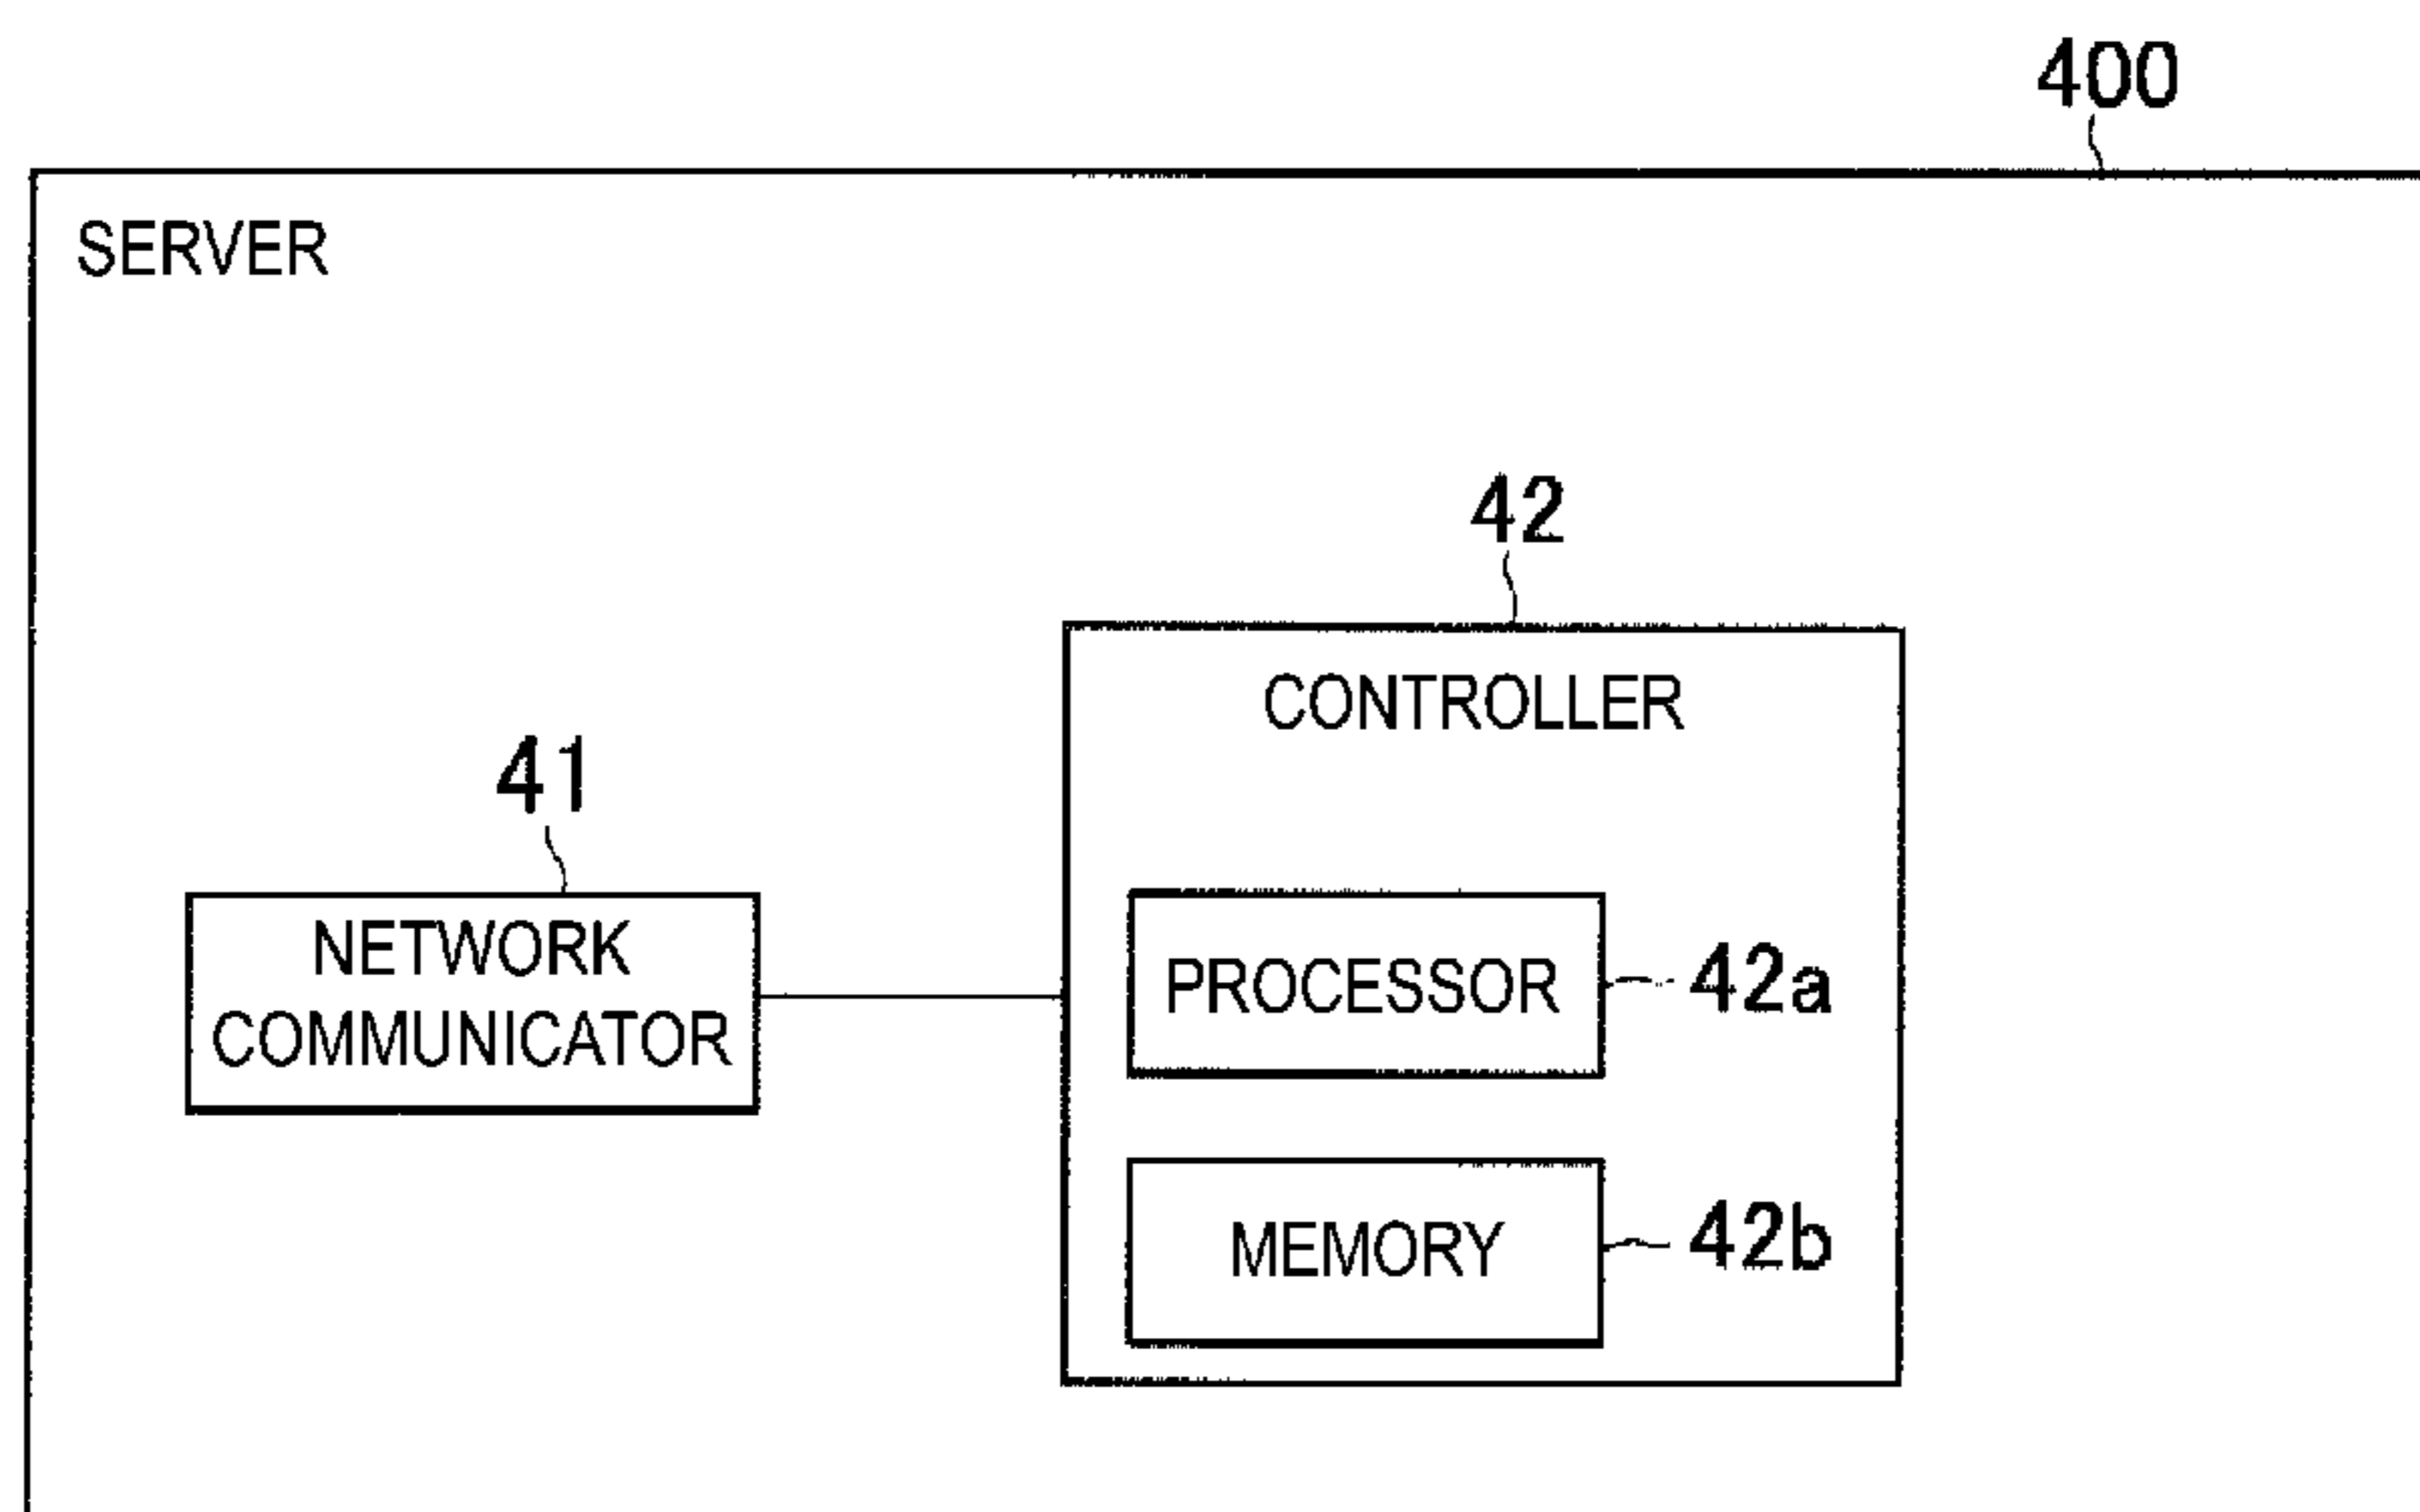 400
SERVER
42
CONTROLLER
41
NETWORK
COMMUNICATOR
PROCESSOR
42a
MEMORY
42b